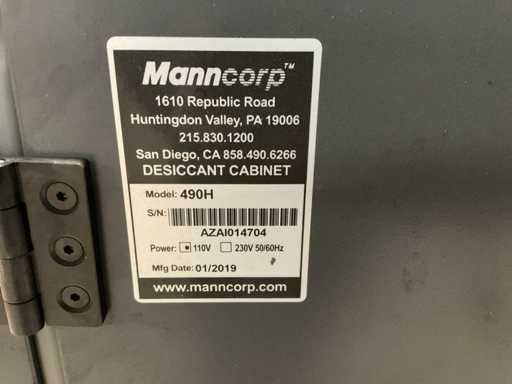 Manncorp™
1610 Republic Road
Huntingdon Valley, PA 19006
215.830.1200
San Diego, CA 858.490.6266
DESICCANT CABINET
Model: 490H
S/N:
AZAI014704
Power: 110V 230V 50/60Hz
Mfg Date: 01/2019
www.manncorp.com